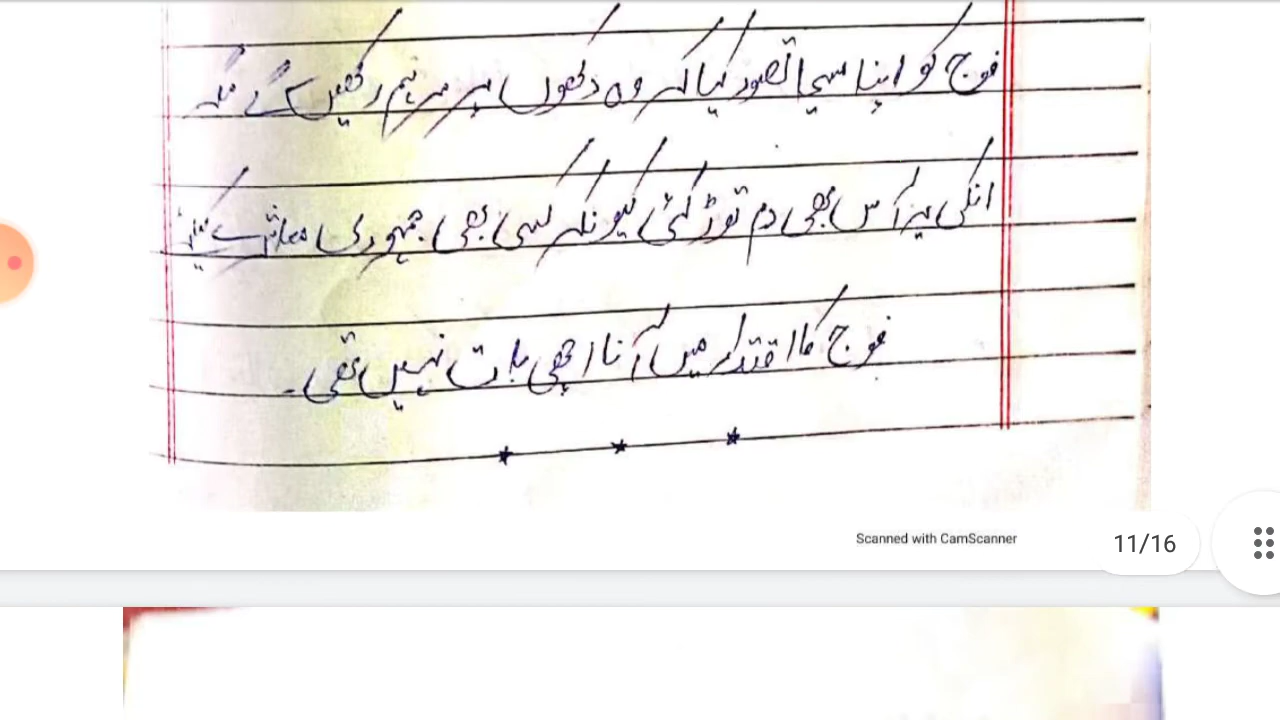 فوج کو اپنا مسیحا تصور کیا کہ وہ دکھوں پر مرہم رکھیں گے مگر
انکی یہ آس بھی دم توڑ گئی کیونکہ کسی بھی جمہوری معاشرے کیلئے
فوج کا اقتدار میں آنا اچھی بات نہیں تھی۔
* * *
Scanned with CamScanner
11/16